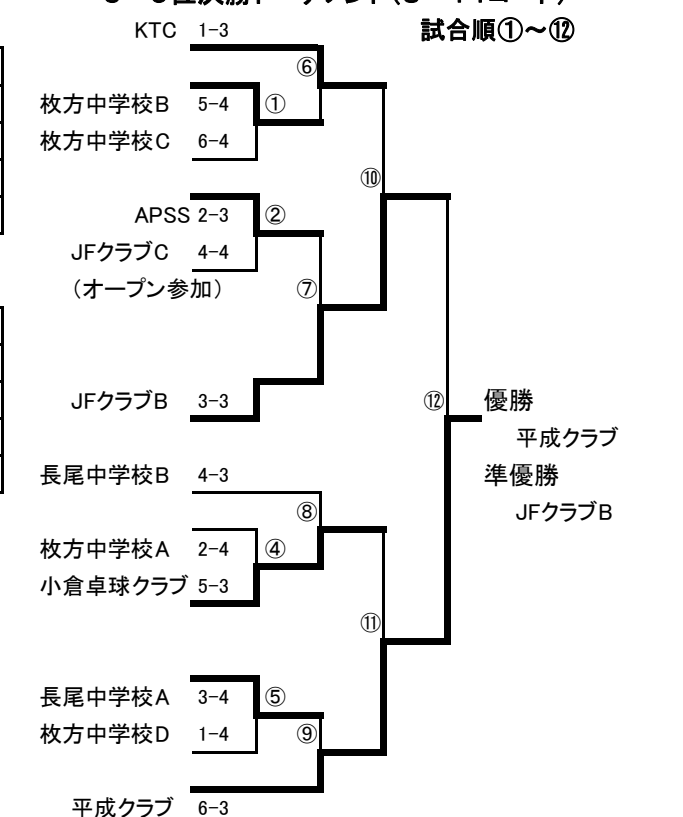 試合順①～⑫
KTC 1-3
⑥
枚方中学校B 5-4 ①
枚方中学校C 6-4
⑩
APSS 2-3 ②
JFクラブC 4-4
(オープン参加) ⑦
JFクラブB 3-3 ⑫ 優勝
平成クラブ
長尾中学校B 4-3 準優勝
⑧ JFクラブB
枚方中学校A 2-4 ④
小倉卓球クラブ 5-3
⑪
長尾中学校A 3-4 ⑤
枚方中学校D 1-4 ⑨
平成クラブ 6-3